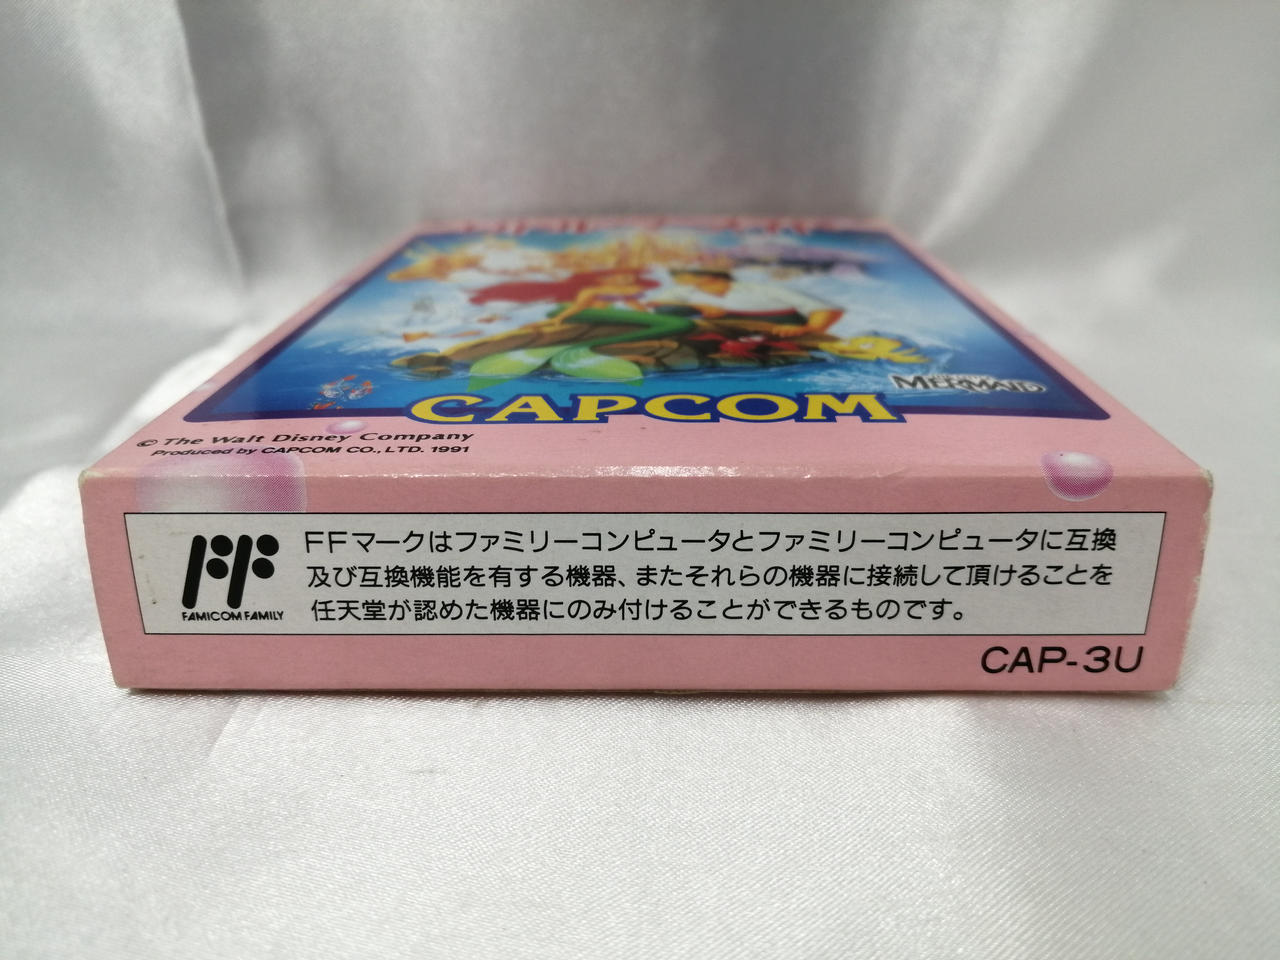 MERMAID
CAPCOM
© The Walt Disney Company
Produced by CAPCOM CO., LTD. 1991
FFマークはファミリーコンピュータとファミリーコンピュータに互換
及び互換機能を有する機器、またそれらの機器に接続して頂けることを
任天堂が認めた機器にのみ付けることができるものです。
FAMICOM FAMILY
CAP-3U